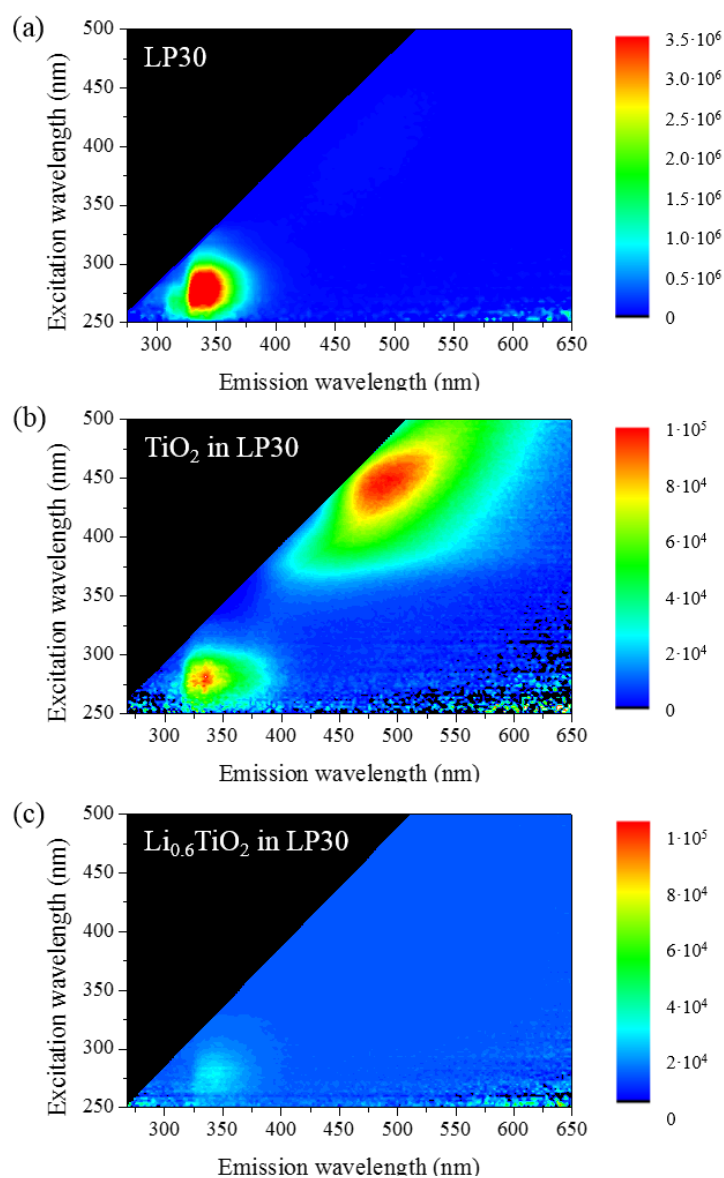 (a)
LP30
Excitation wavelength (nm)
500
450
400
350
300
250
300 350 400 450 500 550 600 650
Emission wavelength (nm)
3.5·10⁶
3.0·10⁶
2.5·10⁶
2.0·10⁶
1.6·10⁶
1.0·10⁶
0.5·10⁶
0
(b)
TiO₂ in LP30
Excitation wavelength (nm)
500
450
400
350
300
250
300 350 400 450 500 550 600 650
Emission wavelength (nm)
1·10⁵
8·10⁴
6·10⁴
4·10⁴
2·10⁴
0
(c)
Li₀.₆TiO₂ in LP30
Excitation wavelength (nm)
500
450
400
350
300
250
300 350 400 450 500 550 600 650
Emission wavelength (nm)
1·10⁵
8·10⁴
6·10⁴
4·10⁴
2·10⁴
0